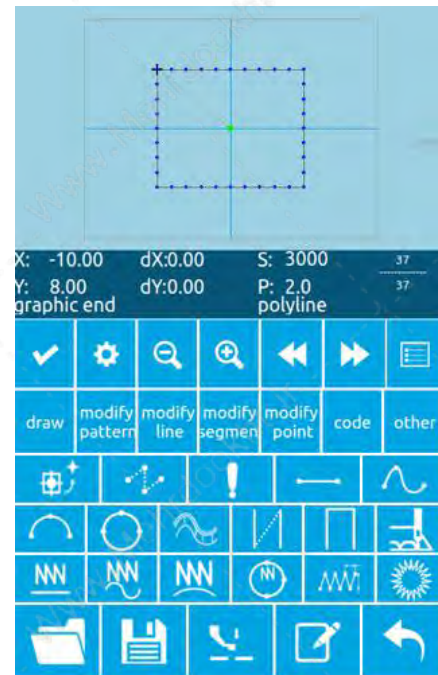 X: -10.00 dX:0.00 S: 3000 37
Y: 8.00 dY:0.00 P: 2.0 37
graphic end polyline
draw modify pattern modify line modify segmen modify point code other